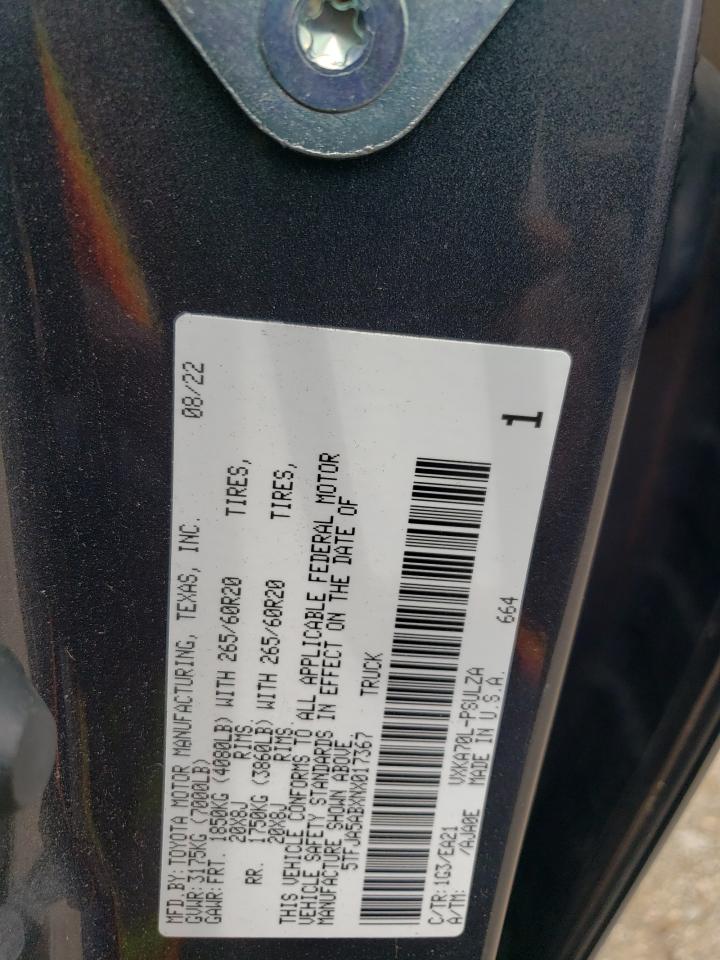 MFD.BY:TOYOTA MOTOR MANUFACTURING, TEXAS, INC. 08/22
GVWR:3175KG (7000LB)
GAWR:FRT. 1850KG (4080LB) WITH 265/60R20 TIRES,
20X8J RIMS
RR. 1750KG (3860LB) WITH 265/60R20 TIRES,
20X8J RIMS
THIS VEHICLE CONFORMS TO ALL APPLICABLE FEDERAL MOTOR
VEHICLE SAFETY STANDARDS IN EFFECT ON THE DATE OF
MANUFACTURE SHOWN ABOVE
5TFJA5ABXNX017367 TRUCK
C/TR:1G3/EA21 VXKA70L-PSVLZA 664
A/TM: /AJA0E MADE IN U.S.A.
1